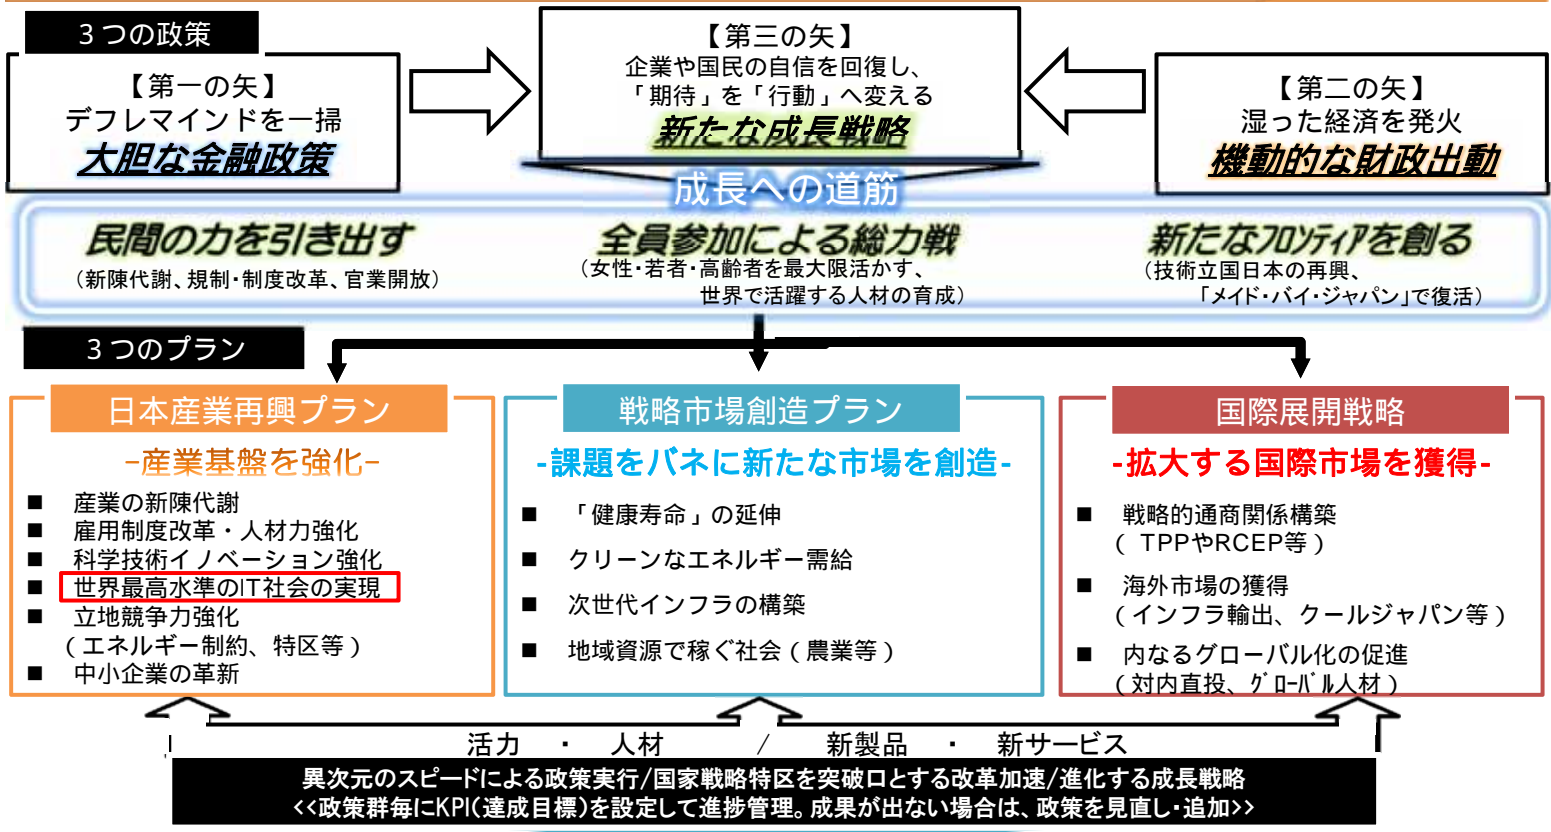 ３つの政策
【第一の矢】
デフレマインドを一掃
大胆な金融政策
【第三の矢】
企業や国民の自信を回復し、
「期待」を「行動」へ変える
新たな成長戦略
【第二の矢】
湿った経済を発火
機動的な財政出動
成長への道筋
民間の力を引き出す
（新陳代謝、規制・制度改革、官業開放）
全員参加による総力戦
（女性・若者・高齢者を最大限活かす、
世界で活躍する人材の育成）
新たなフロンティアを創る
（技術立国日本の再興、
「メイド・バイ・ジャパン」で復活）
３つのプラン
日本産業再興プラン
-産業基盤を強化-
■ 産業の新陳代謝
■ 雇用制度改革・人材力強化
■ 科学技術イノベーション強化
■ 世界最高水準のIT社会の実現
■ 立地競争力強化
（エネルギー制約、特区等）
■ 中小企業の革新
戦略市場創造プラン
-課題をバネに新たな市場を創造-
■ 「健康寿命」の延伸
■ クリーンなエネルギー需給
■ 次世代インフラの構築
■ 地域資源で稼ぐ社会（農業等）
国際展開戦略
-拡大する国際市場を獲得-
■ 戦略的通商関係構築
（ TPPやRCEP等）
■ 海外市場の獲得
（インフラ輸出、クールジャパン等）
■ 内なるグローバル化の促進
（対内直投、グローバル人材）
活力 ・ 人材 / 新製品 ・ 新サービス
異次元のスピードによる政策実行/国家戦略特区を突破口とする改革加速/進化する成長戦略
<<政策群毎にKPI(達成目標)を設定して進捗管理。成果が出ない場合は、政策を見直し・追加>>